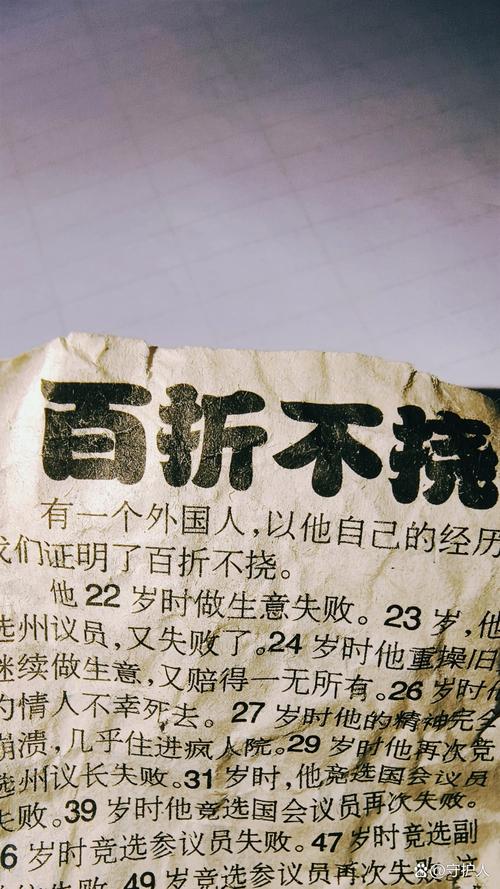 百折不挠
有一个外国人，以他自己的经历
我们证明了百折不挠。
他22岁时做生意失败。23岁，他
选州议员，又失败了。24岁时他重操旧
继续做生意，又赔得一无所有。26岁时他
的情人不幸死去。27岁时他的精神完全
崩溃，几乎住进疯人院。29岁时他再次竞
选州议长失败。31岁时，他竞选国会议员
失败。39岁时他竞选国会议员再次失败。
6岁时竞选参议员失败。47岁时竞选副
失败。49岁时竞选参议员再次失败
守护人